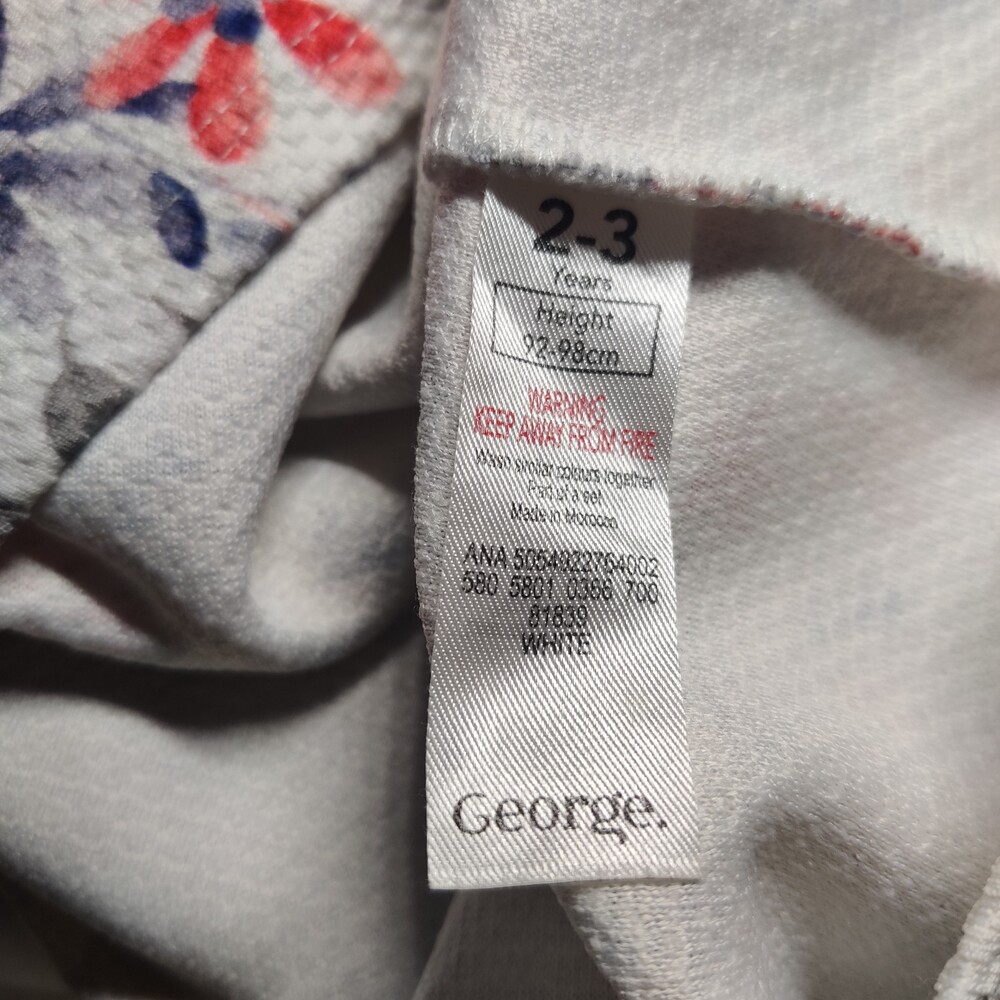 2-3
Years
Height
92-98cm
WARNING
KEEP AWAY FROM FIRE
Wash similar colours together
Part of a set
Made in Morocco
ANA 5054922764002
580 5801 0366 706
81839
WHITE
George.